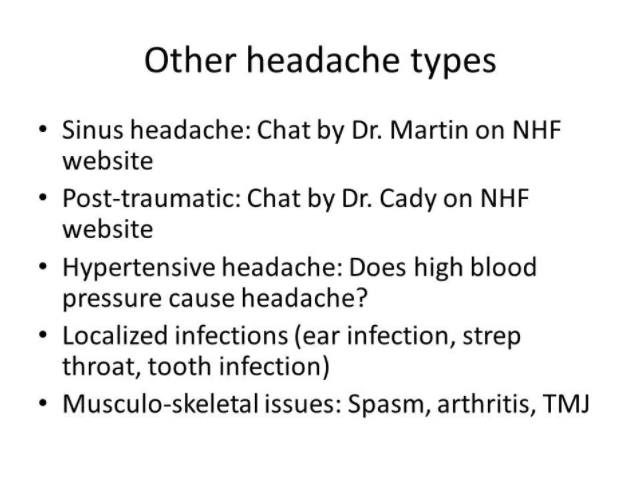 Other headache types
• Sinus headache: Chat by Dr. Martin on NHF
website
• Post-traumatic: Chat by Dr. Cady on NHF
website
• Hypertensive headache: Does high blood
pressure cause headache?
• Localized infections (ear infection, strep
throat, tooth infection)
• Musculo-skeletal issues: Spasm, arthritis, TMJ